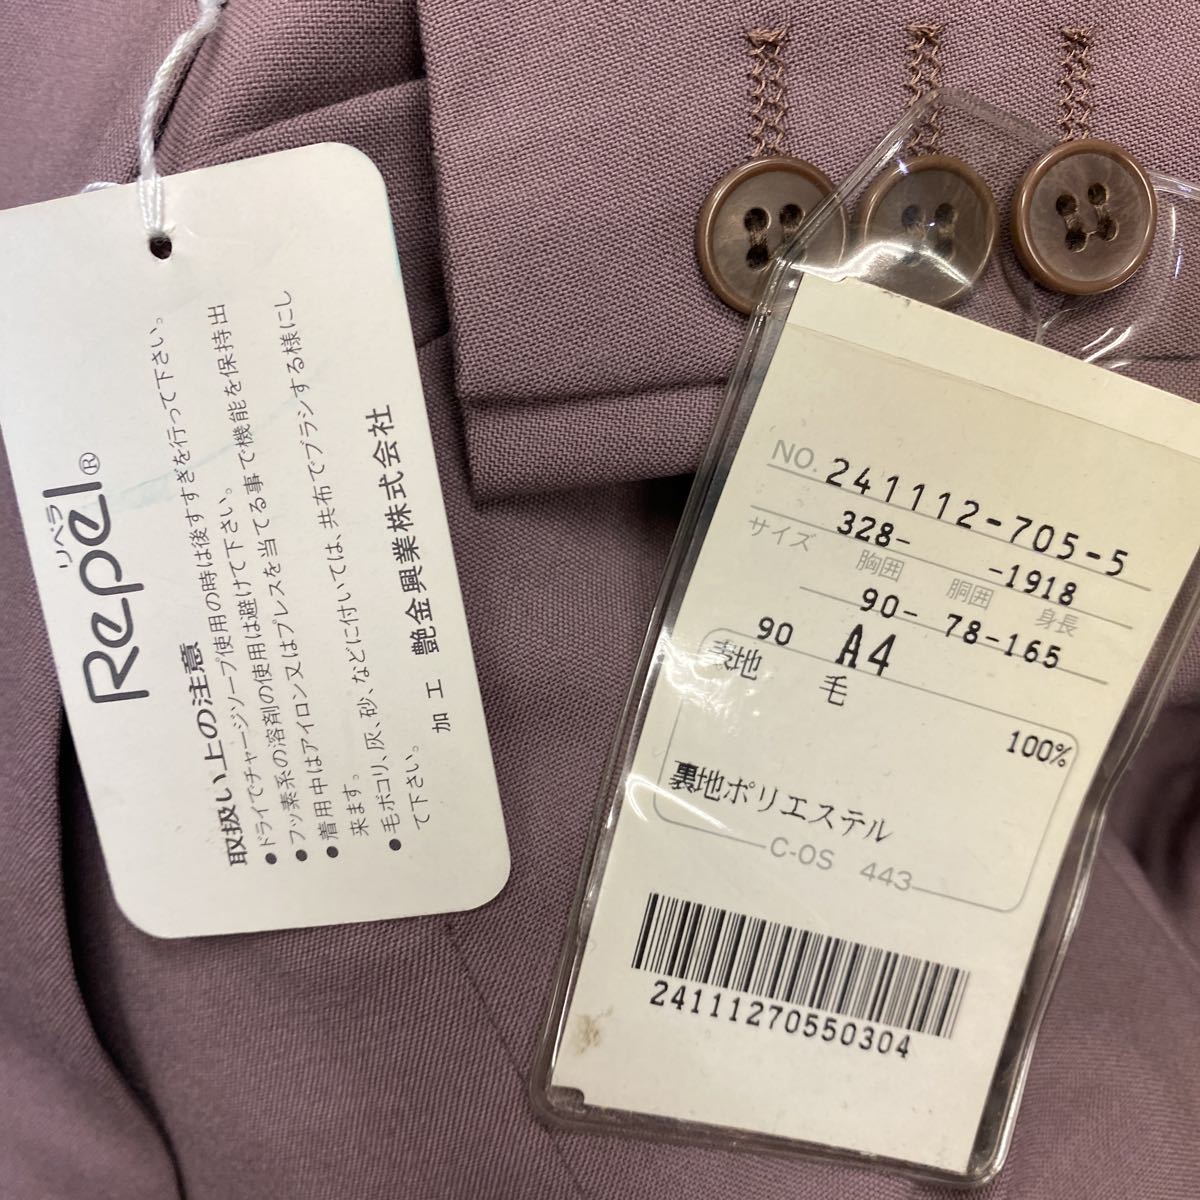 リペラ
Repel®
取扱い上の注意
●ドライでチャージソープ使用の時は後すすぎを行って下さい。
●フッ素系の溶剤の使用は避けて下さい。
●着用中はアイロン又はプレスを当てる事で機能を保持出
来ます。
●毛ボコリ、灰、砂、などに付いては、共布でブラシする様にし
て下さい。
加工 艶金興業株式会社
NO. 241112-705-5
328- -1918
サイズ 胸囲 胴囲 身長
90- 78-165
90 A4
表地 毛
100%
裏地ポリエステル
C-OS 443
24111270550304